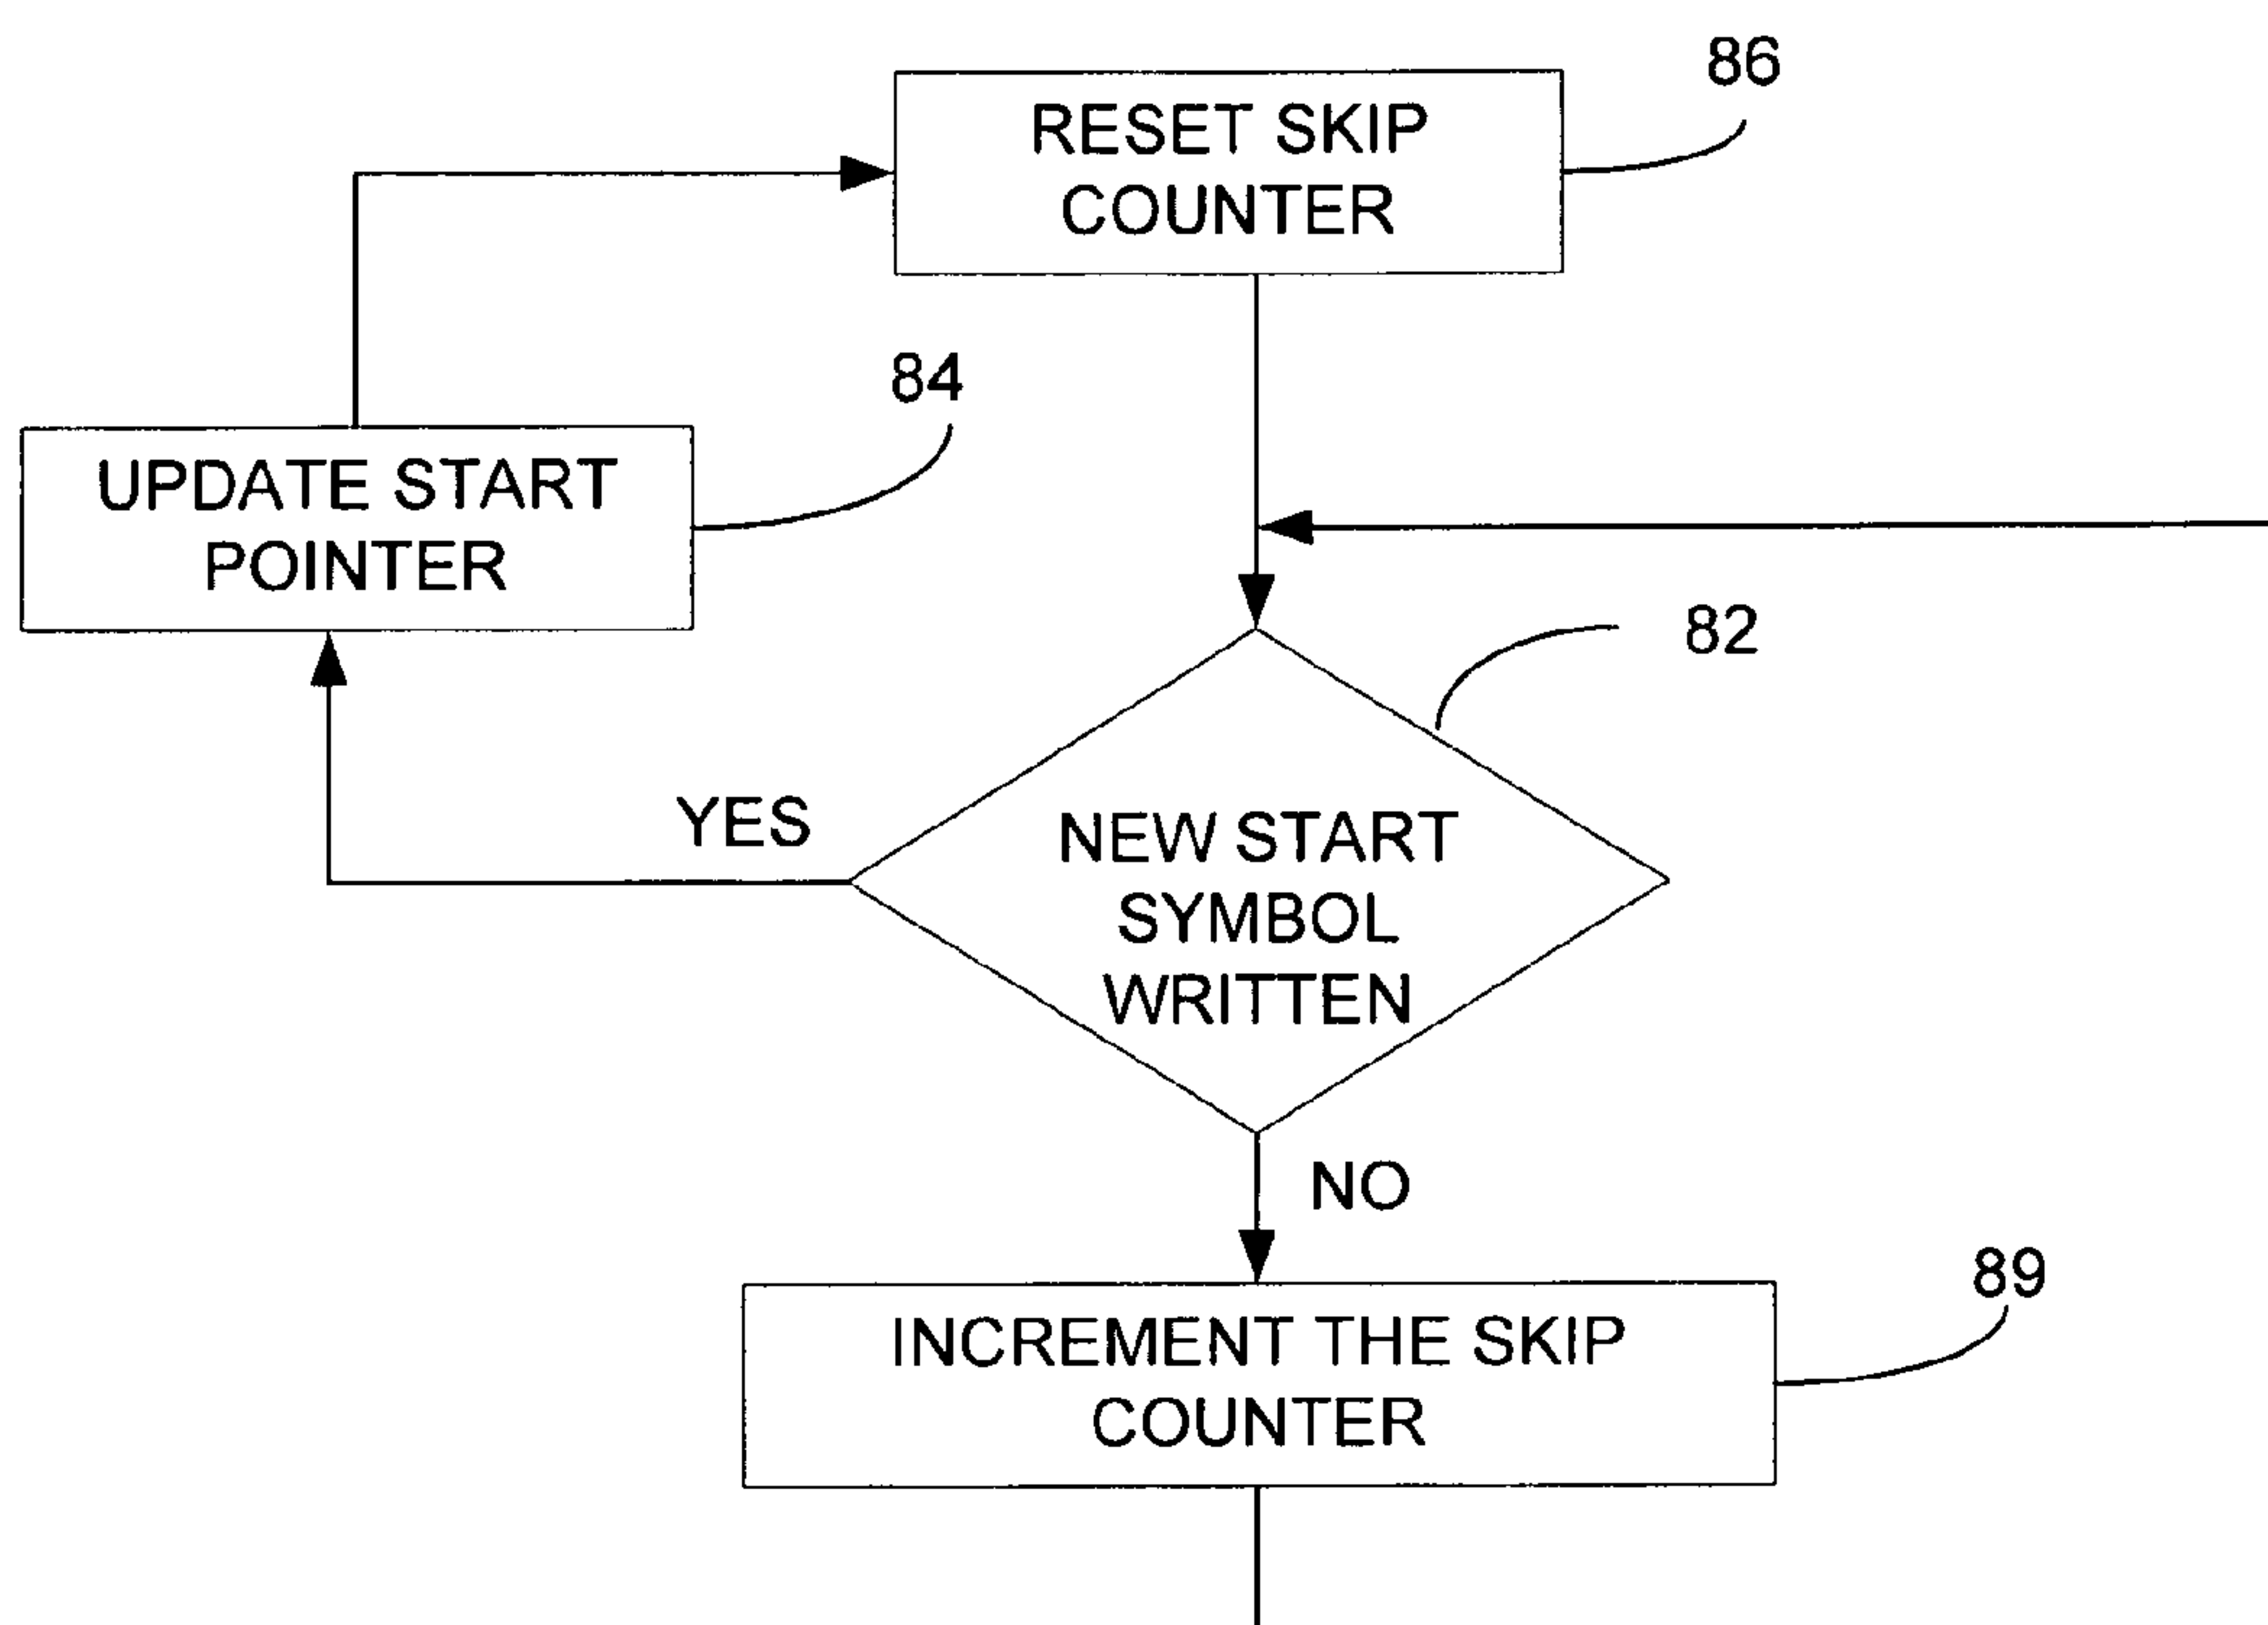 86
RESET SKIP
COUNTER
84
UPDATE START
POINTER
82
YES
NEW START
SYMBOL
WRITTEN
NO
89
INCREMENT THE SKIP
COUNTER